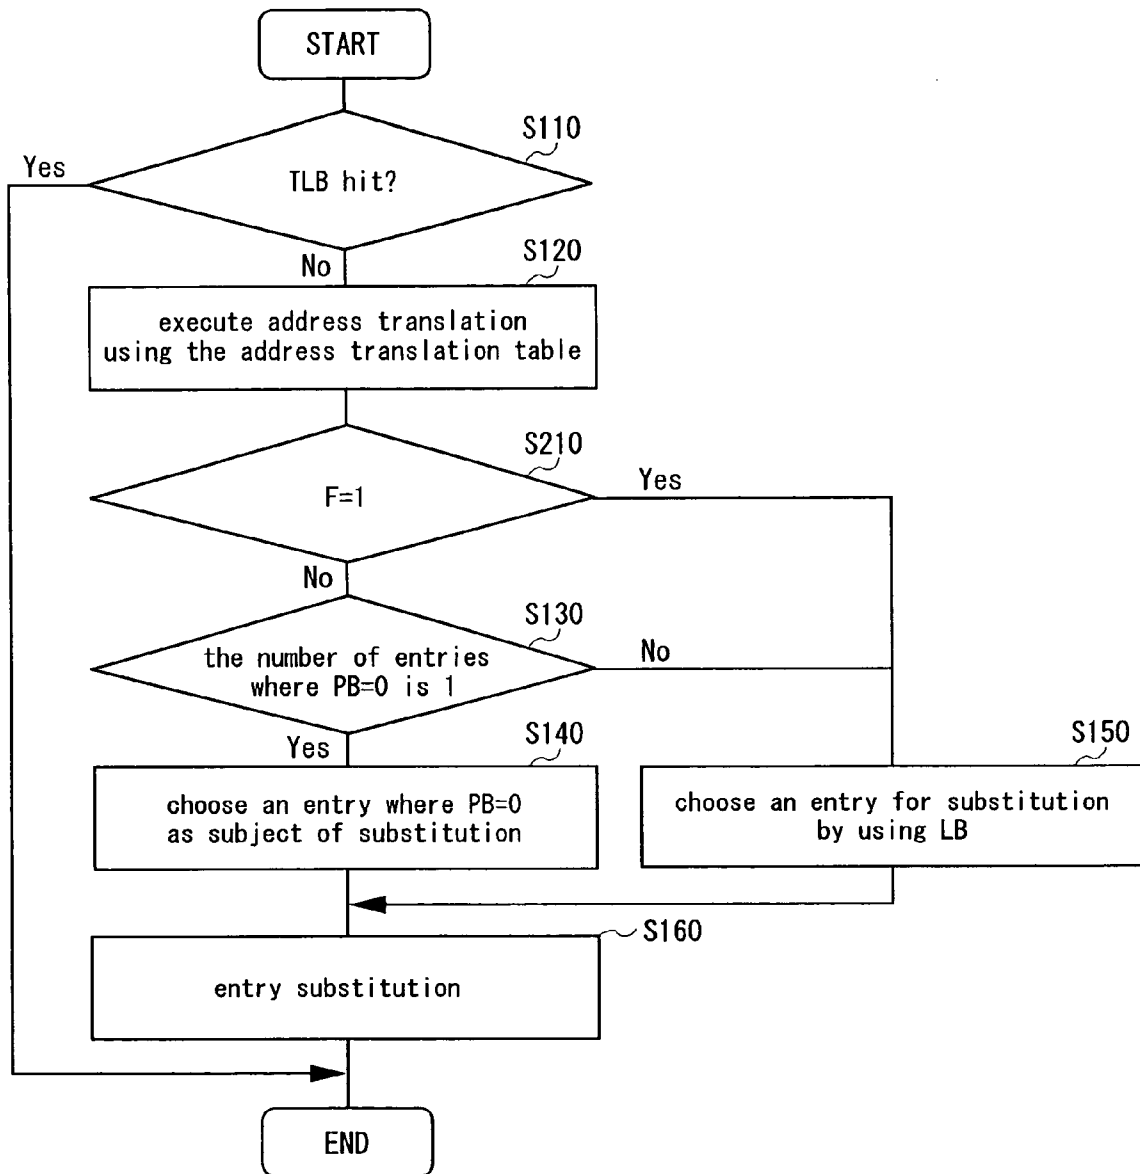 START
S110
Yes
TLB hit?
No
S120
execute address translation
using the address translation table
S210
Yes
F=1
No
S130
the number of entries
where PB=0 is 1
No
Yes
S140
choose an entry where PB=0
as subject of substitution
S150
choose an entry for substitution
by using LB
S160
entry substitution
END